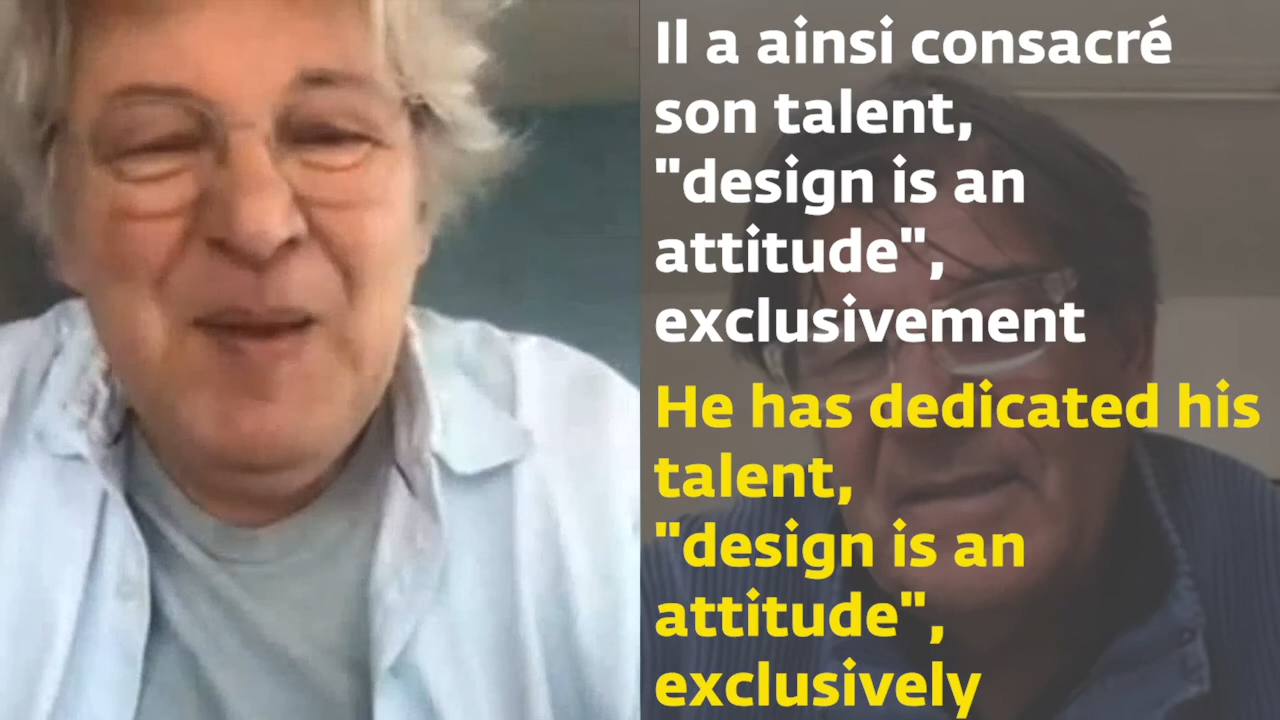 Il a ainsi consacré
son talent,
"design is an
attitude",
exclusivement
He has dedicated his
talent,
"design is an
attitude",
exclusively